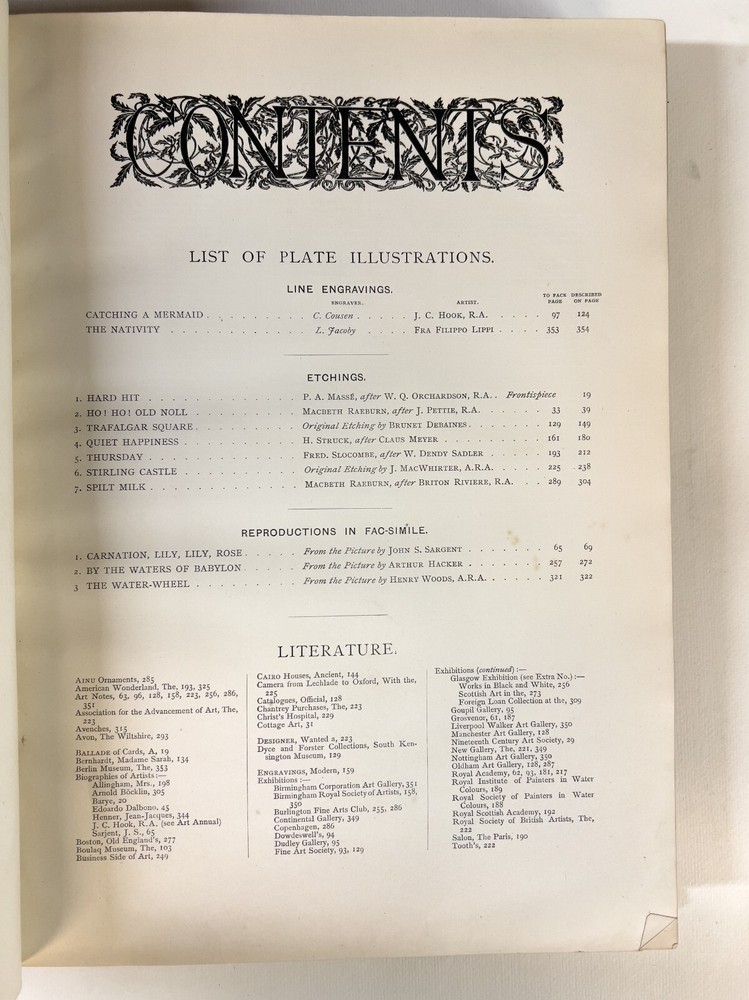 CONTENTS
LIST OF PLATE ILLUSTRATIONS.
LINE ENGRAVINGS.
ENGRAVER. ARTIST. TO FACE PAGE DESCRIBED ON PAGE
CATCHING A MERMAID . . . . . . . . . C. Cousen . . . . . J. C. HOOK, R.A. . . . . 97 124
THE NATIVITY . . . . . . . . . . . . L. Jacoby . . . . FRA FILIPPO LIPPI . . . . 353 354
ETCHINGS.
1. HARD HIT . . . . . . . . . . . . . P. A. MASSÉ, after W. Q. ORCHARDSON, R.A. . Frontispiece 19
2. HO! HO! OLD NOLL . . . . . . . . . MACBETH RAEBURN, after J. PETTIE, R.A. . . . . . . 33 39
3. TRAFALGAR SQUARE . . . . . . . . . Original Etching by BRUNET DEBAINES . . . . . . . 129 149
4. QUIET HAPPINESS . . . . . . . . . . H. STRUCK, after CLAUS MEYER . . . . . . . . . 161 180
5. THURSDAY . . . . . . . . . . . . . FRED. SLOCOMBE, after W. DENDY SADLER . . . . . . 193 212
6. STIRLING CASTLE . . . . . . . . . . Original Etching by J. MACWHIRTER, A.R.A. . . . . . 225 238
7. SPILT MILK . . . . . . . . . . . . . MACBETH RAEBURN, after BRITON RIVIERE, R.A. . . 289 304
REPRODUCTIONS IN FAC-SIMILE.
1. CARNATION, LILY, LILY, ROSE . . . . . From the Picture by JOHN S. SARGENT . . . . . . . 65 69
2. BY THE WATERS OF BABYLON . . . . . From the Picture by ARTHUR HACKER . . . . . . . 257 272
3 THE WATER-WHEEL . . . . . . . . . From the Picture by HENRY WOODS, A.R.A. . . . . . 321 322
LITERATURE.
AINU Ornaments, 285
American Wonderland, The, 193, 325
Art Notes, 63, 96, 128, 158, 223, 256, 286,
351
Association for the Advancement of Art, The,
223
Avenches, 315
Avon, The Wiltshire, 293
BALLADE of Cards, A, 19
Bernhardt, Madame Sarah, 134
Berlin Museum, The, 353
Biographies of Artists:—
Allingham, Mrs., 198
Arnold Böcklin, 305
Barye, 20
Edoardo Dalbono, 45
Henner, Jean-Jacques, 344
J. C. Hook, R.A. (see Art Annual)
Sarjent, J. S., 65
Boston, Old England's, 277
Boulaq Museum, The, 103
Business Side of Art, 249
CAIRO Houses, Ancient, 144
Camera from Lechlade to Oxford, With the,
225
Catalogues, Official, 128
Chantrey Purchases, The, 223
Christ's Hospital, 229
Cottage Art, 31
DESIGNER, Wanted a, 223
Dyce and Forster Collections, South Ken-
sington Museum, 129
ENGRAVINGS, Modern, 159
Exhibitions:—
Birmingham Corporation Art Gallery, 351
Birmingham Royal Society of Artists, 158,
350
Burlington Fine Arts Club, 255, 286
Continental Gallery, 349
Copenhagen, 286
Dowdeswell's, 94
Dudley Gallery, 95
Fine Art Society, 93, 129
Exhibitions (continued):—
Glasgow Exhibition (see Extra No.):—
Works in Black and White, 256
Scottish Art in the, 273
Foreign Loan Collection at the, 309
Goupil Gallery, 95
Grosvenor, 61, 187
Liverpool Walker Art Gallery, 350
Manchester Art Gallery, 128
Nineteenth Century Art Society, 29
New Gallery, The, 221, 349
Nottingham Art Gallery, 350
Oldham Art Gallery, 128, 287
Royal Academy, 62, 93, 181, 217
Royal Institute of Painters in Water
Colours, 189
Royal Society of Painters in Water
Colours, 188
Royal Scottish Academy, 192
Royal Society of British Artists, The,
222
Salon, The Paris, 190
Tooth's, 222